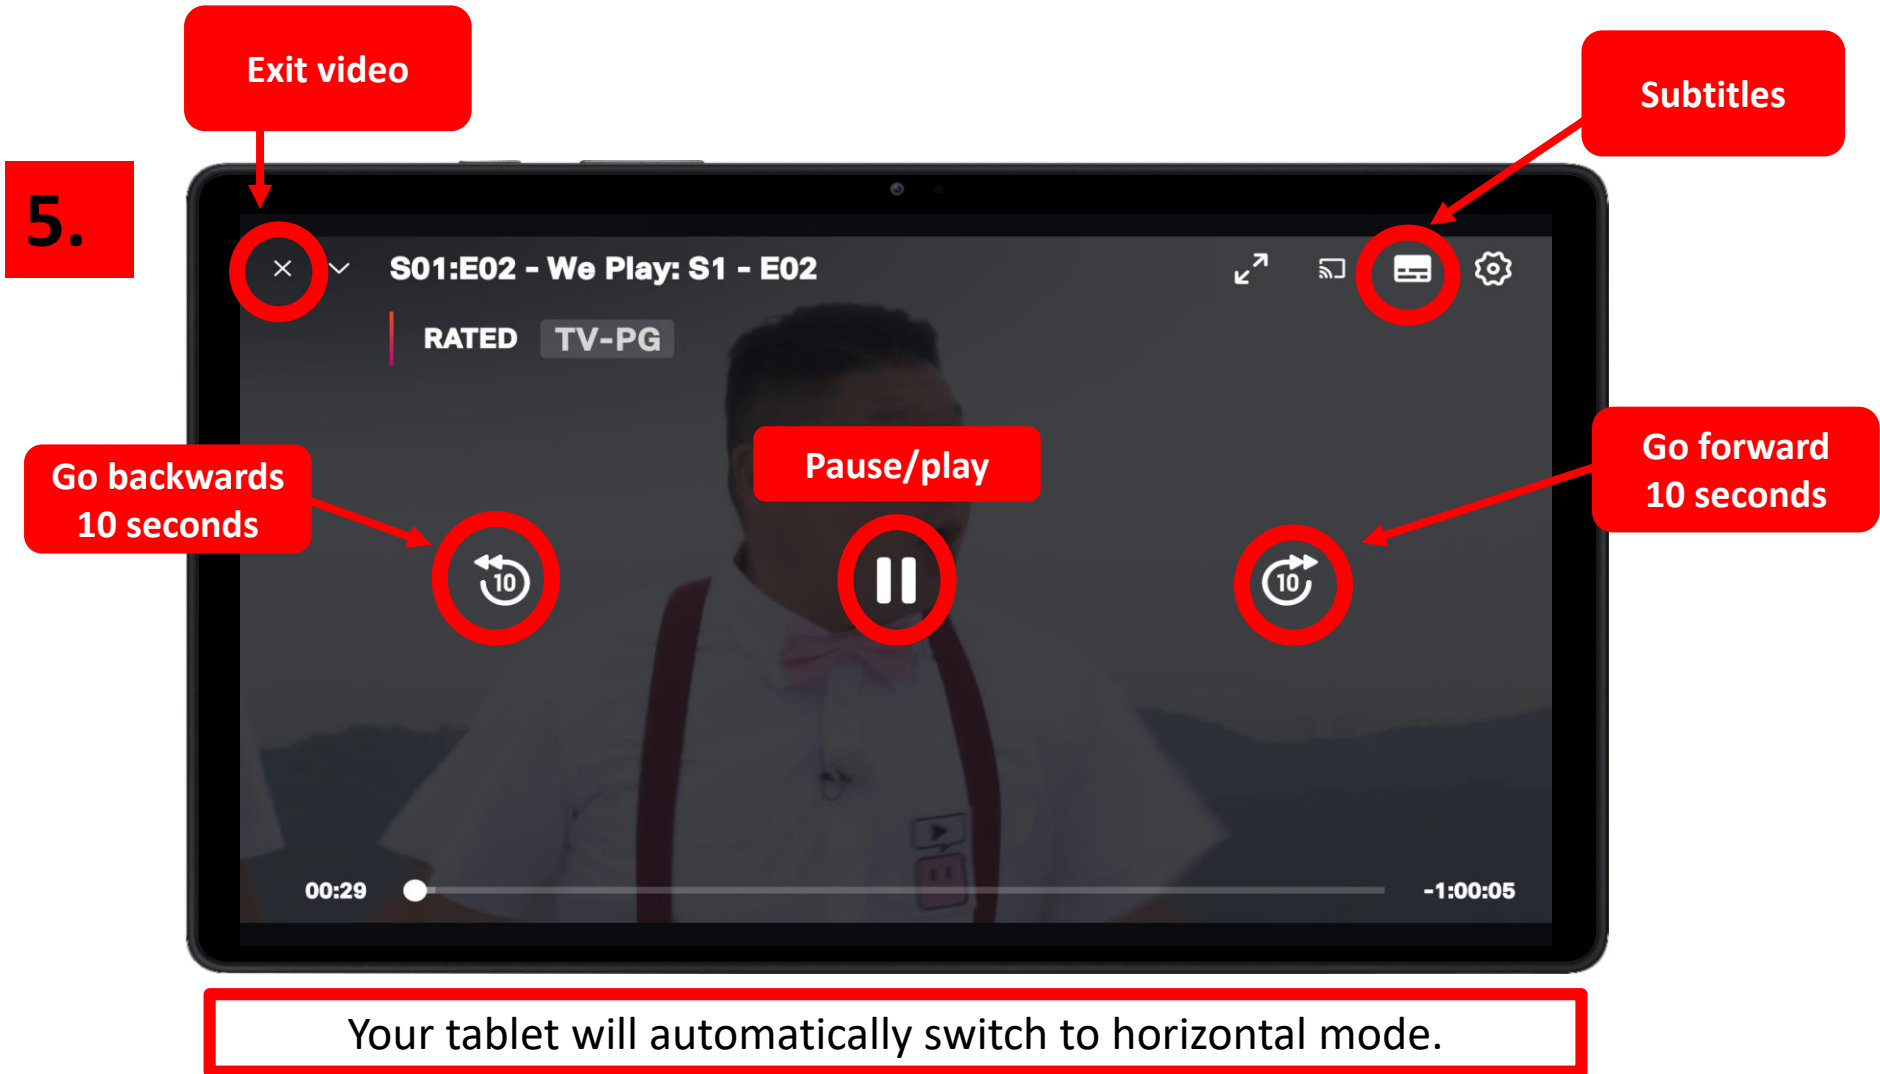 Exit video
Subtitles
5.
S01:E02 - We Play: S1 - E02
RATED TV-PG
Go backwards
10 seconds
Pause/play
Go forward
10 seconds
10
10
00:29
-1:00:05
Your tablet will automatically switch to horizontal mode.